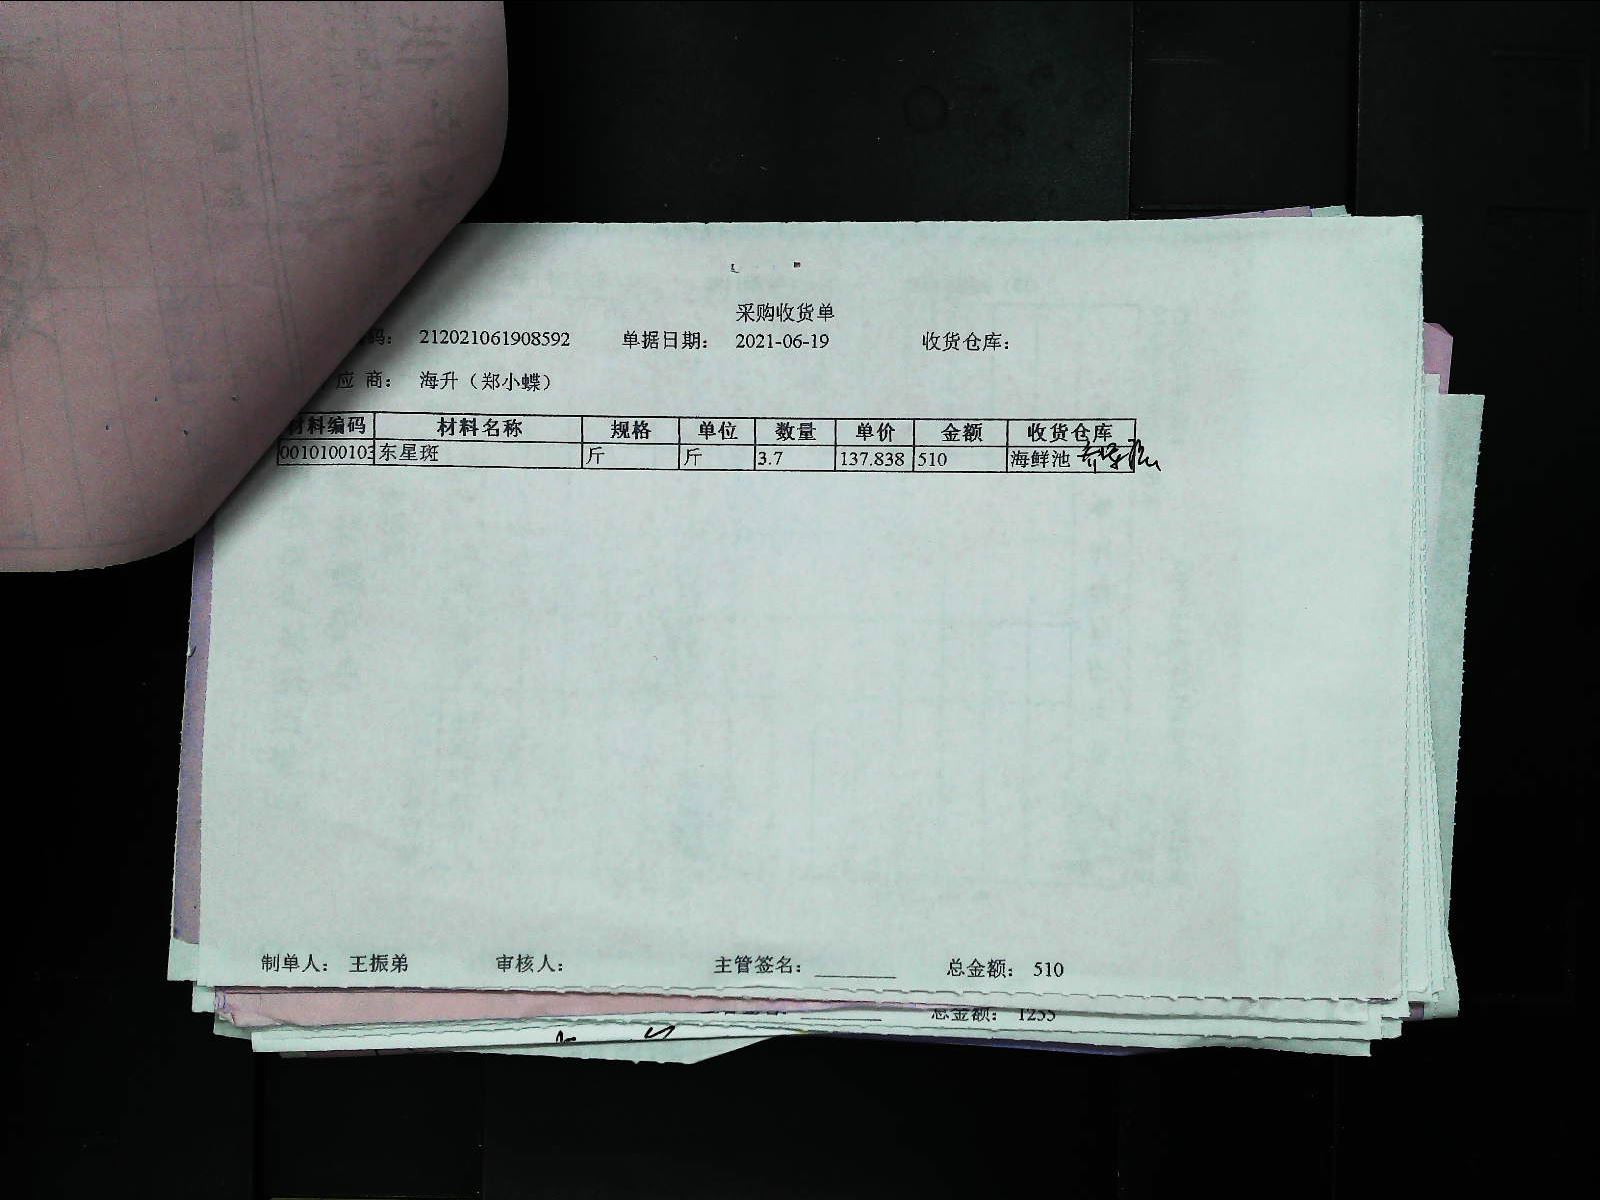 采购收货单
码： 212021061908592 单据日期： 2021-06-19 收货仓库：
应 商： 海升（郑小蝶）
材料编码 材料名称 规格 单位 数量 单价 金额 收货仓库
0010100103 东星斑 斤 斤 3.7 137.838 510 海鲜池
制单人： 王振弟 审核人： 主管签名：________ 总金额： 510
总金额： 1255